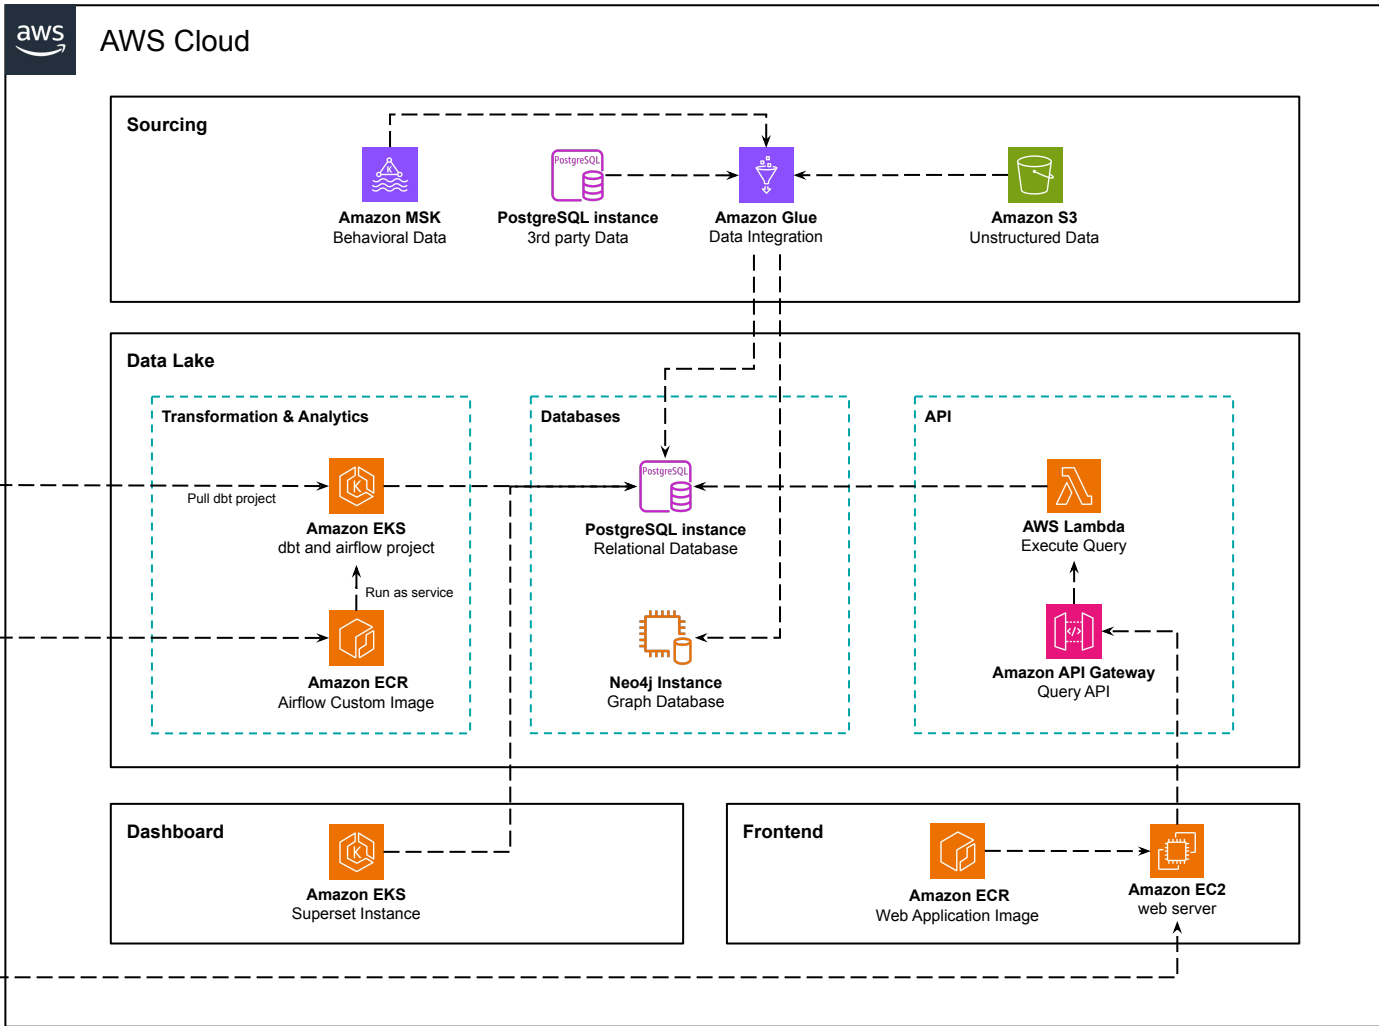 aws
AWS Cloud
Sourcing
PostgreSQL
Amazon MSK
Behavioral Data
PostgreSQL instance
3rd party Data
Amazon Glue
Data Integration
Amazon S3
Unstructured Data
Data Lake
Transformation & Analytics
Pull dbt project
K
Amazon EKS
dbt and airflow project
Run as service
Amazon ECR
Airflow Custom Image
Databases
PostgreSQL
PostgreSQL instance
Relational Database
Neo4j Instance
Graph Database
API
AWS Lambda
Execute Query
</>
Amazon API Gateway
Query API
Dashboard
K
Amazon EKS
Superset Instance
Frontend
Amazon ECR
Web Application Image
Amazon EC2
web server